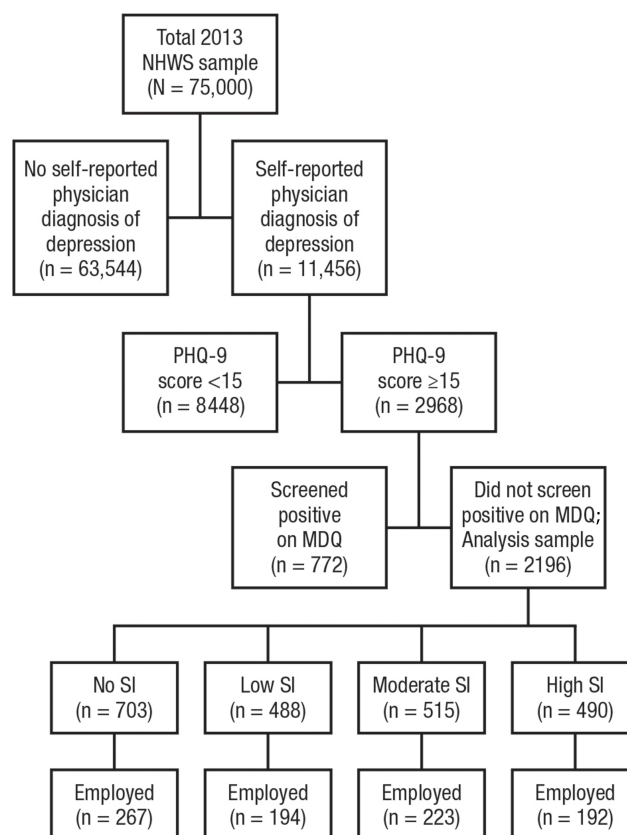 Total 2013
NHWS sample
(N = 75,000)
No self-reported
physician
diagnosis of
depression
(n = 63,544)
Self-reported
physician
diagnosis of
depression
(n = 11,456)
PHQ-9
score <15
(n = 8448)
PHQ-9
score ≥15
(n = 2968)
Screened
positive
on MDQ
(n = 772)
Did not screen
positive on MDQ;
Analysis sample
(n = 2196)
No SI
(n = 703)
Low SI
(n = 488)
Moderate SI
(n = 515)
High SI
(n = 490)
Employed
(n = 267)
Employed
(n = 194)
Employed
(n = 223)
Employed
(n = 192)